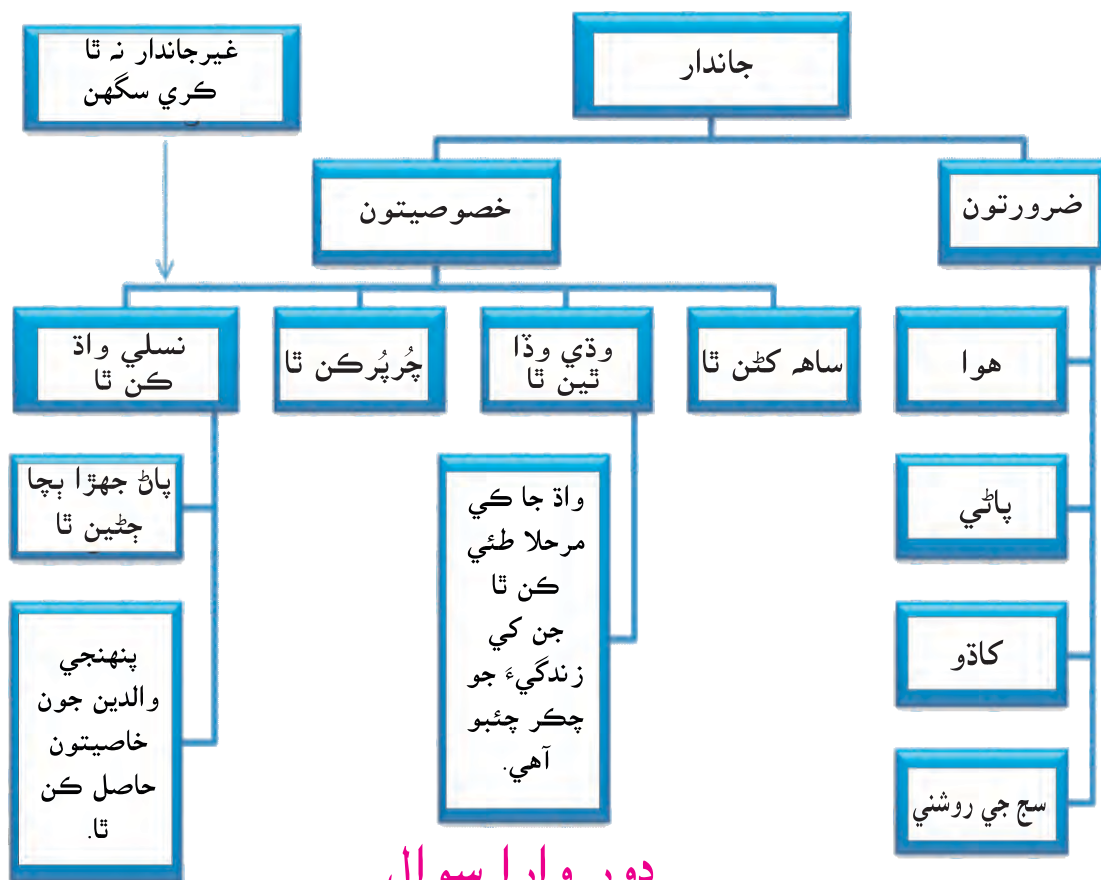 جاندار
غيرجاندار نہ ٿا
ڪري سگهن
ضرورتون
خصوصيتون
هوا
پاڻي
کاڌو
سج جي روشني
ساهہ کڻن ٿا
وڌي وڏا
ٿين ٿا
چُرپُرڪن ٿا
نسلي واڌ
ڪن ٿا
واڌ جا ڪي
مرحلا طئي
ڪن ٿا
جن کي
زندگيءَ جو
چڪر چئبو
آهي.
پاڻ جهڙا ٻچا
ڄڻين ٿا
پنهنجي
والدين جون
خاصيتون
حاصل ڪن
ٿا.